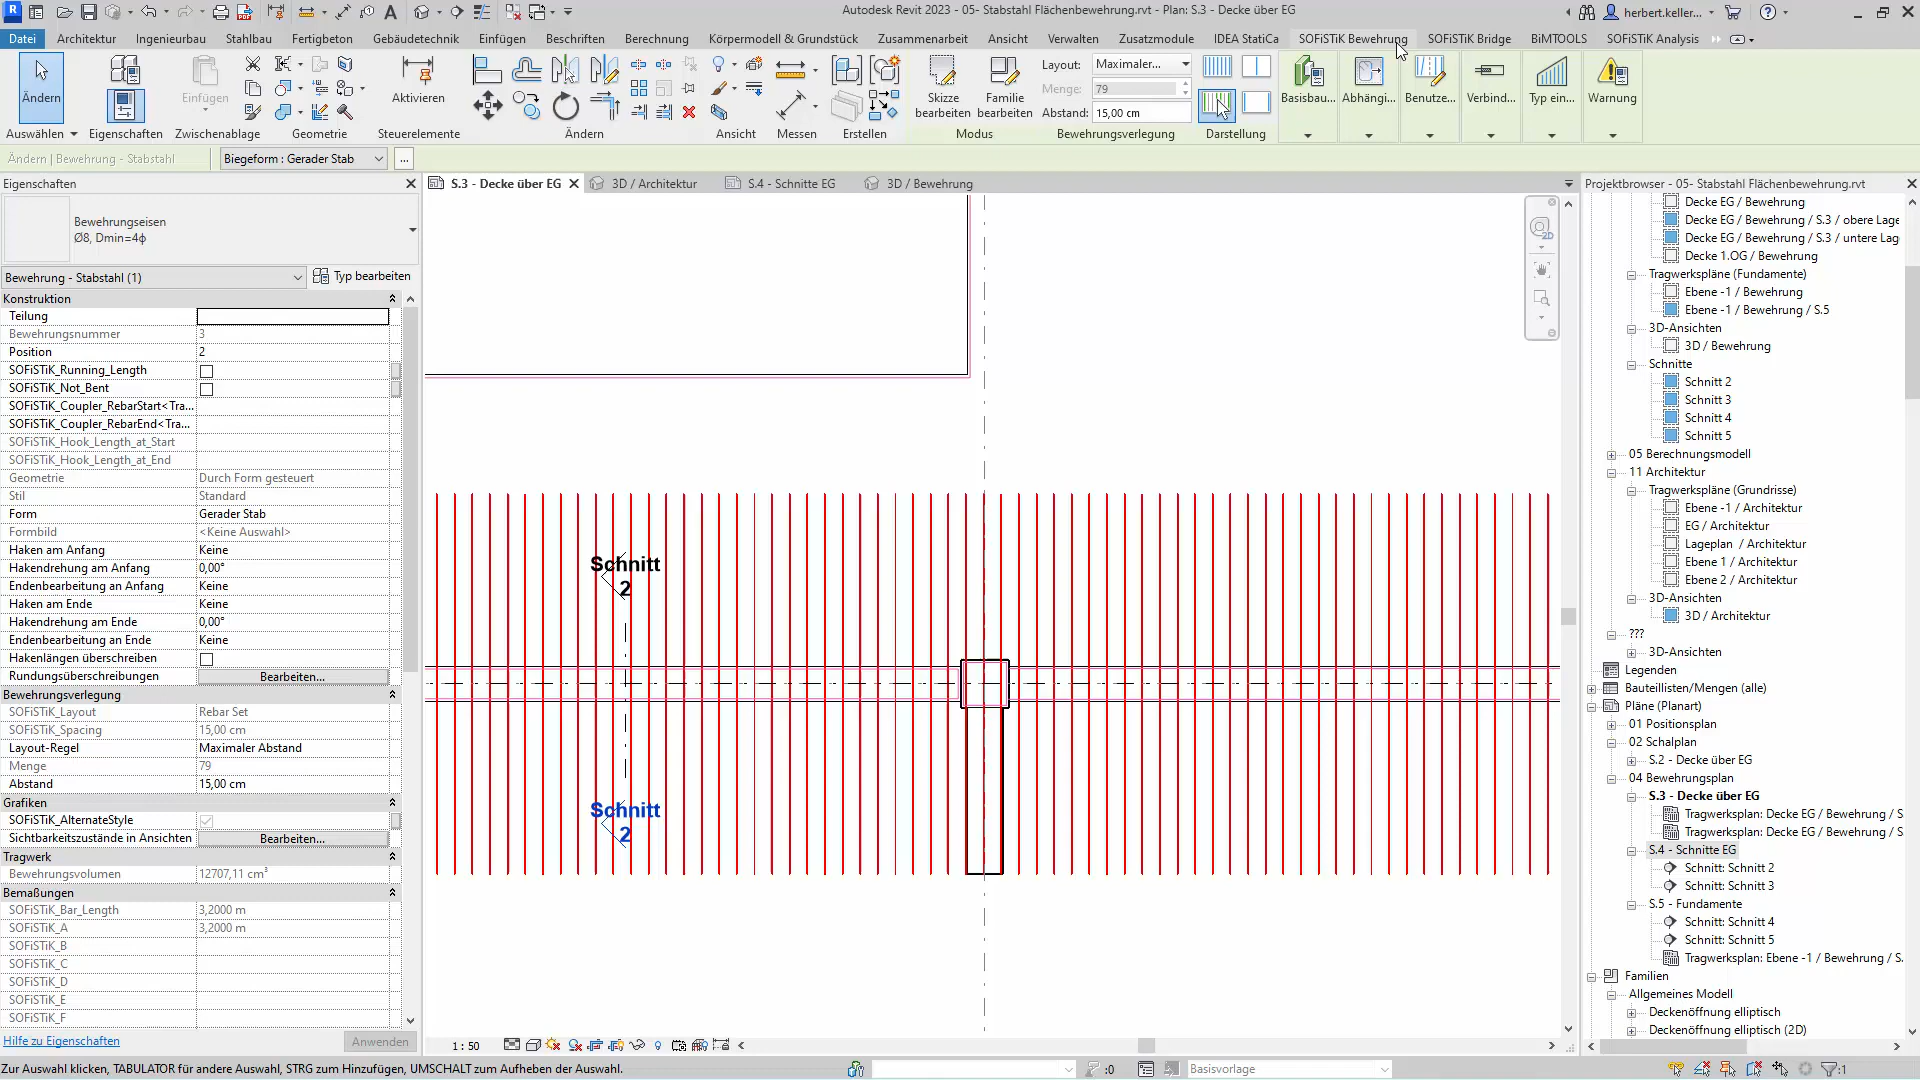 Autodesk Revit 2023 - 05- Stabstahl Flächenbewehrung.rvt - Plan: S.3 - Decke über EG
herbert.keller...
Datei Architektur Ingenieurbau Stahlbau Fertigbeton Gebäudetechnik Einfügen Beschriften Berechnung Körpermodell & Grundstück Zusammenarbeit Ansicht Verwalten Zusatzmodule IDEA StatiCa SOFiSTiK Bewehrung SOFiSTiK Bridge BiMTOOLS SOFiSTiK Analysis
Ändern
Einfügen
Aktivieren
Skizze bearbeiten
Familie bearbeiten
Layout: Maximaler...
Menge: 79
Abstand: 15,00 cm
Basisbau... Abhängi... Benutze... Verbind... Typ ein... Warnung
Auswählen Eigenschaften Zwischenablage Geometrie Steuerelemente Ändern Ansicht Messen Erstellen Modus Bewehrungsverlegung Darstellung
Ändern | Bewehrung - Stabstahl
Biegeform : Gerader Stab
...
Eigenschaften
S.3 - Decke über EG
3D / Architektur
S.4 - Schnitte EG
3D / Bewehrung
Projektbrowser - 05- Stabstahl Flächenbewehrung.rvt
Bewehrungseisen
Ø8, Dmin=4ϕ
Bewehrung - Stabstahl (1)
Typ bearbeiten
Konstruktion
Teilung
Bewehrungsnummer 3
Position 2
SOFiSTiK_Running_Length
SOFiSTiK_Not_Bent
SOFiSTiK_Coupler_RebarStart<Tra...
SOFiSTiK_Coupler_RebarEnd<Tra...
SOFiSTiK_Hook_Length_at_Start
SOFiSTiK_Hook_Length_at_End
Geometrie Durch Form gesteuert
Stil Standard
Form Gerader Stab
Formbild <Keine Auswahl>
Haken am Anfang Keine
Hakendrehung am Anfang 0,00°
Endenbearbeitung an Anfang Keine
Haken am Ende Keine
Hakendrehung am Ende 0,00°
Endenbearbeitung an Ende Keine
Hakenlängen überschreiben
Rundungsüberschreibungen Bearbeiten...
Bewehrungsverlegung
SOFiSTiK_Layout Rebar Set
SOFiSTiK_Spacing 15,00 cm
Layout-Regel Maximaler Abstand
Menge 79
Abstand 15,00 cm
Grafiken
SOFiSTiK_AlternateStyle
Sichtbarkeitszustände in Ansichten Bearbeiten...
Tragwerk
Bewehrungsvolumen 12707,11 cm³
Bemaßungen
SOFiSTiK_Bar_Length 3,2000 m
SOFiSTiK_A 3,2000 m
SOFiSTiK_B
SOFiSTiK_C
SOFiSTiK_D
SOFiSTiK_E
SOFiSTiK_F
Hilfe zu Eigenschaften
Anwenden
Schnitt
2
Schnitt
2
2D
1 : 50
Decke EG / Bewehrung
Decke EG / Bewehrung / S.3 / obere Lage
Decke EG / Bewehrung / S.3 / untere Lag
Decke 1.OG / Bewehrung
Tragwerkspläne (Fundamente)
Ebene -1 / Bewehrung
Ebene -1 / Bewehrung / S.5
3D-Ansichten
3D / Bewehrung
Schnitte
Schnitt 2
Schnitt 3
Schnitt 4
Schnitt 5
05 Berechnungsmodell
11 Architektur
Tragwerkspläne (Grundrisse)
Ebene -1 / Architektur
EG / Architektur
Lageplan / Architektur
Ebene 1 / Architektur
Ebene 2 / Architektur
3D-Ansichten
3D / Architektur
???
3D-Ansichten
Legenden
Bauteillisten/Mengen (alle)
Pläne (Planart)
01 Positionsplan
02 Schalplan
S.2 - Decke über EG
04 Bewehrungsplan
S.3 - Decke über EG
Tragwerksplan: Decke EG / Bewehrung / S
Tragwerksplan: Decke EG / Bewehrung / S
S.4 - Schnitte EG
Schnitt: Schnitt 2
Schnitt: Schnitt 3
S.5 - Fundamente
Schnitt: Schnitt 4
Schnitt: Schnitt 5
Tragwerksplan: Ebene -1 / Bewehrung / S.
Familien
Allgemeines Modell
Deckenöffnung elliptisch
Deckenöffnung elliptisch (2D)
Zur Auswahl klicken, TABULATOR für andere Auswahl, STRG zum Hinzufügen, UMSCHALT zum Aufheben der Auswahl.
:0
Basisvorlage
:1